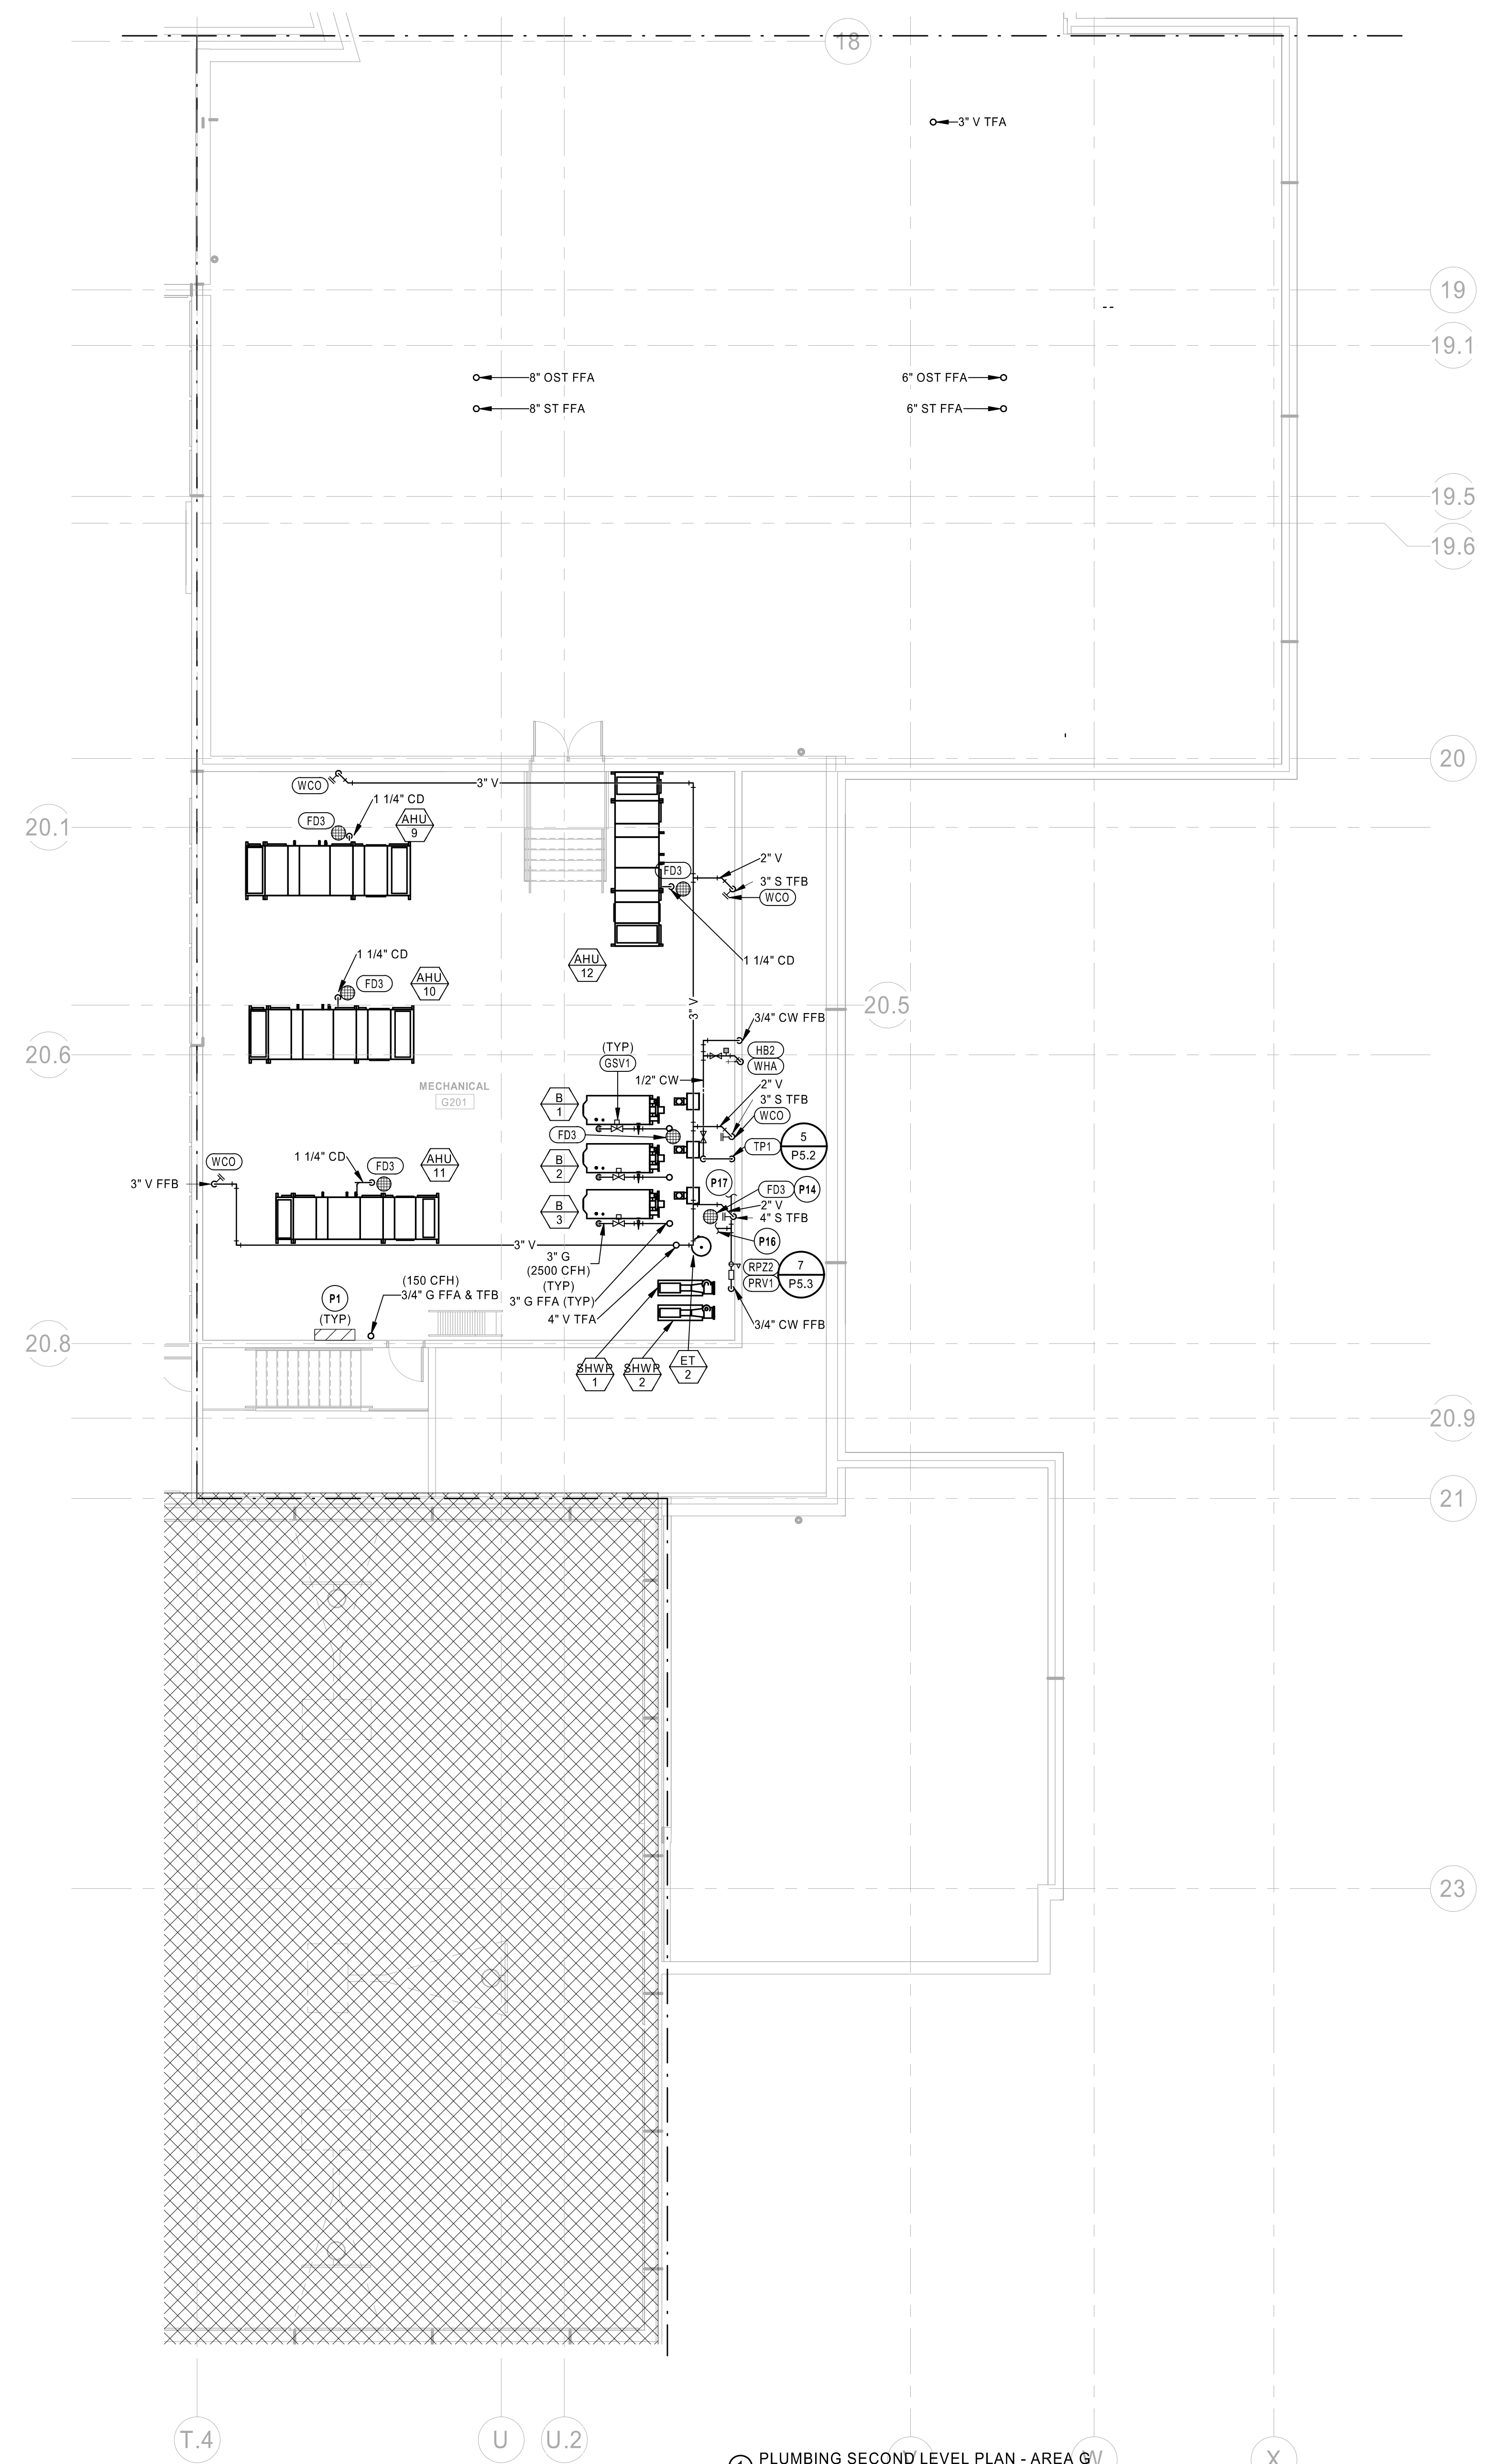 18
3" V TFA
19
19.1
8" OST FFA
6" OST FFA
8" ST FFA
6" ST FFA
19.5
19.6
20
WCO
3" V
1 1/4" CD
FD3
AHU
9
20.1
2" V
FD3
3" S TFB
WCO
1 1/4" CD
AHU
12
1 1/4" CD
FD3
AHU
10
20.5
3" V
3/4" CW FFB
20.6
(TYP)
GSV1
HB2
WHA
MECHANICAL
G201
1/2" CW
2" V
3" S TFB
WCO
B
1
FD3
5
P5.2
TP1
B
2
WCO
1 1/4" CD
FD3
AHU
11
3" V FFB
P17
FD3
P14
2" V
4" S TFB
B
3
P16
3" V
3" G
(2500 CFH)
(TYP)
3" G FFA (TYP)
4" V TFA
RPZ2
PRV1
7
P5.3
(150 CFH)
3/4" G FFA & TFB
P1
(TYP)
3/4" CW FFB
20.8
SHWP
1
SHWP
2
ET
2
20.9
21
23
T.4
U
U.2
W
X
PLUMBING SECOND LEVEL PLAN - AREA G